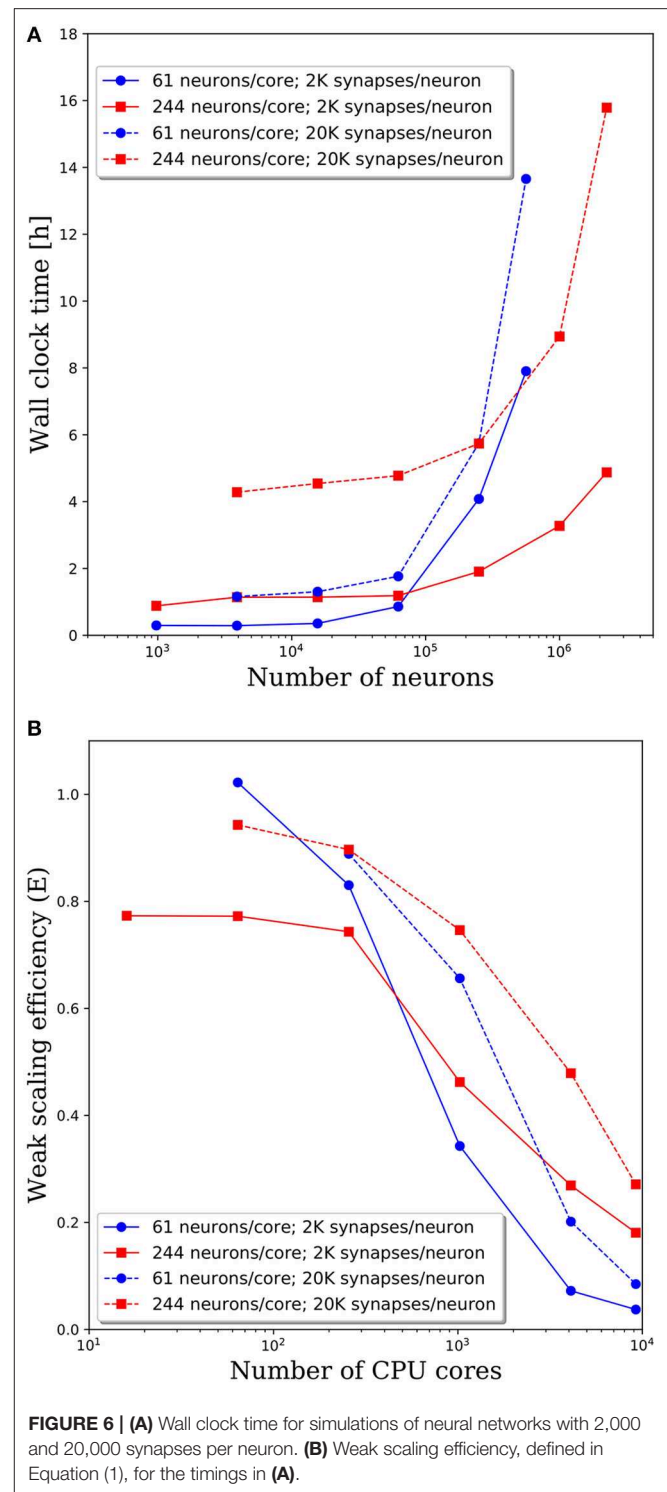 A
18
16
14
12
10
8
6
4
2
0
Wall clock time [h]
61 neurons/core; 2K synapses/neuron
244 neurons/core; 2K synapses/neuron
61 neurons/core; 20K synapses/neuron
244 neurons/core; 20K synapses/neuron
10³ 10⁴ 10⁵ 10⁶
Number of neurons
B
1.0
0.8
0.6
0.4
0.2
0.0
Weak scaling efficiency (E)
61 neurons/core; 2K synapses/neuron
244 neurons/core; 2K synapses/neuron
61 neurons/core; 20K synapses/neuron
244 neurons/core; 20K synapses/neuron
10¹ 10² 10³ 10⁴
Number of CPU cores
FIGURE 6 | (A) Wall clock time for simulations of neural networks with 2,000
and 20,000 synapses per neuron. (B) Weak scaling efficiency, defined in
Equation (1), for the timings in (A).